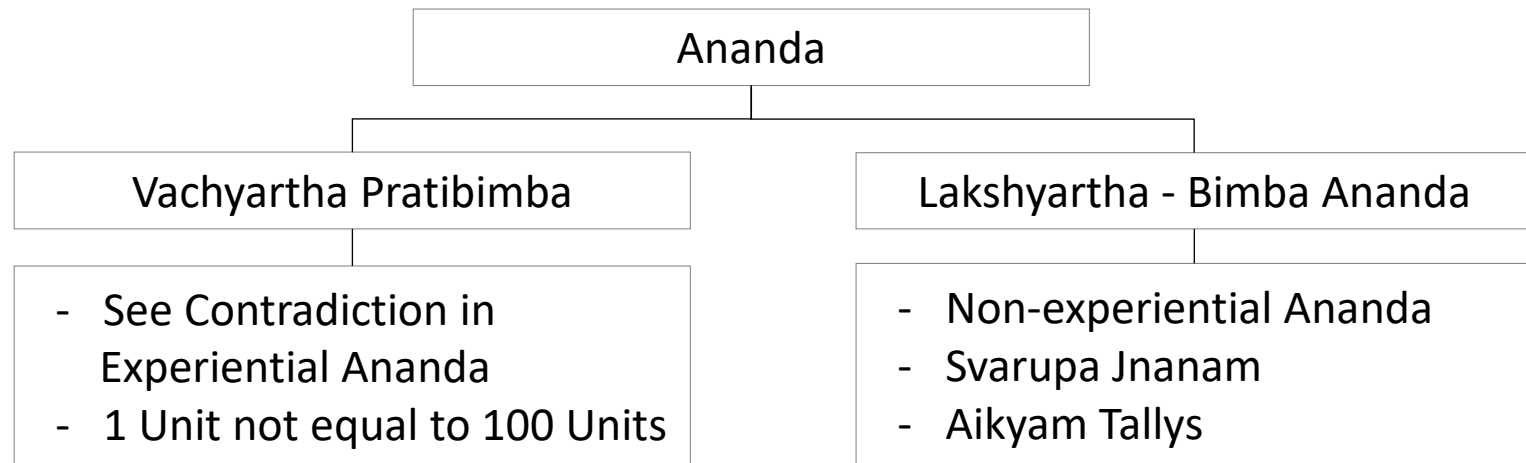 Ananda
Vachyartha Pratibimba
Lakshyartha - Bimba Ananda
- See Contradiction in
Experiential Ananda
- 1 Unit not equal to 100 Units
- Non-experiential Ananda
- Svarupa Jnanam
- Aikyam Tallys